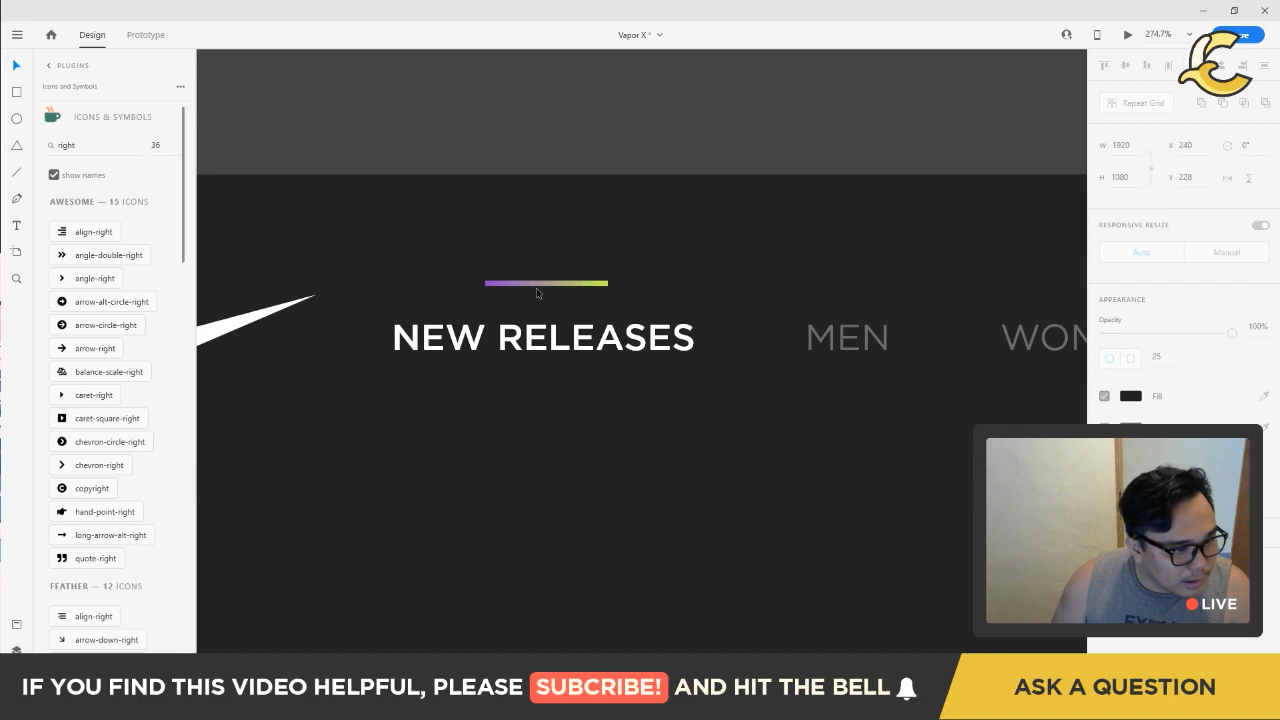 Design
Prototype
Vapor X *
274.7%
PLUGINS
Icons and Symbols
ICONS & SYMBOLS
right
36
show names
AWESOME — 15 ICONS
align-right
angle-double-right
angle-right
arrow-alt-circle-right
arrow-circle-right
arrow-right
balance-scale-right
caret-right
caret-square-right
chevron-circle-right
chevron-right
copyright
hand-point-right
long-arrow-alt-right
quote-right
FEATHER — 12 ICONS
align-right
arrow-down-right
NEW RELEASES
MEN
WOM
Repeat Grid
W 1920
X 240
0°
H 1080
Y 228
RESPONSIVE RESIZE
Auto
Manual
APPEARANCE
Opacity
100%
25
Fill
LIVE
IF YOU FIND THIS VIDEO HELPFUL, PLEASE SUBCRIBE! AND HIT THE BELL
ASK A QUESTION